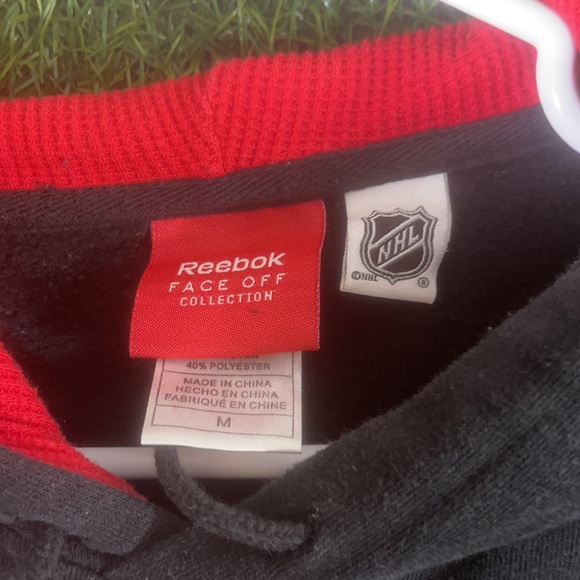 Reebok
FACE OFF
COLLECTION
NHL
©NHL ®
40% POLYESTER
MADE IN CHINA
HECHO EN CHINA
FABRIQUÉ EN CHINE
M